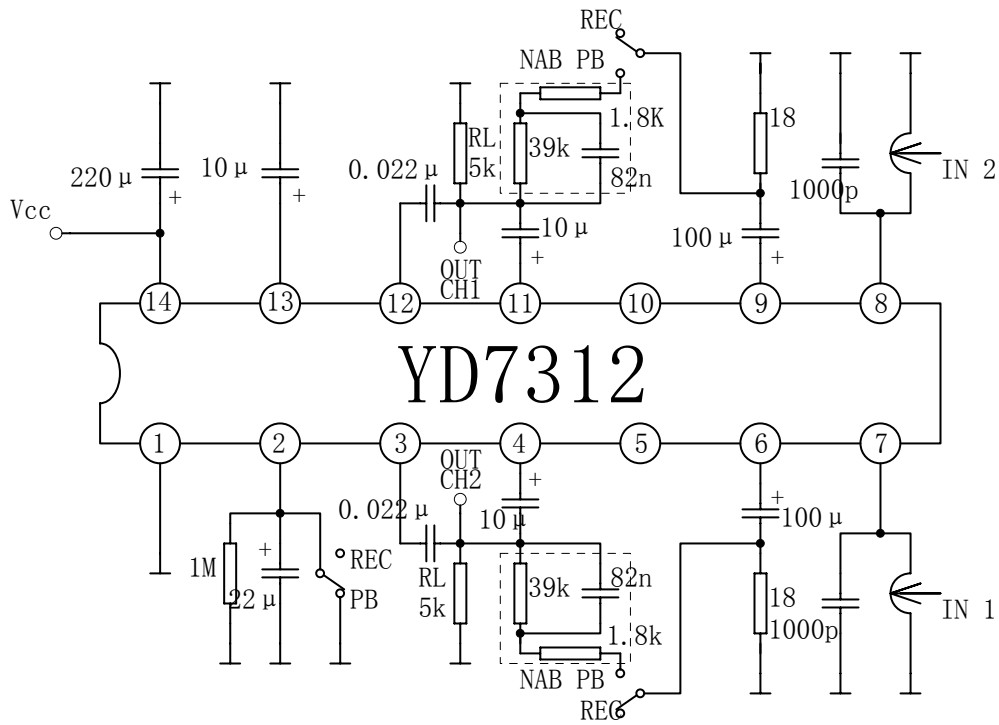 REC
NAB PB
1.8K
18
RL
5k
39k
82n
0.022μ
10μ
220μ
1000p
IN 2
Vcc
10μ
100μ
OUT
CH1
14
13
12
11
10
9
8
YD7312
1
2
3
4
5
6
7
OUT
CH2
0.022μ
10μ
100μ
1M
22μ
REC
PB
RL
5k
39k
82n
18
1000p
IN 1
1.8k
NAB PB
REC